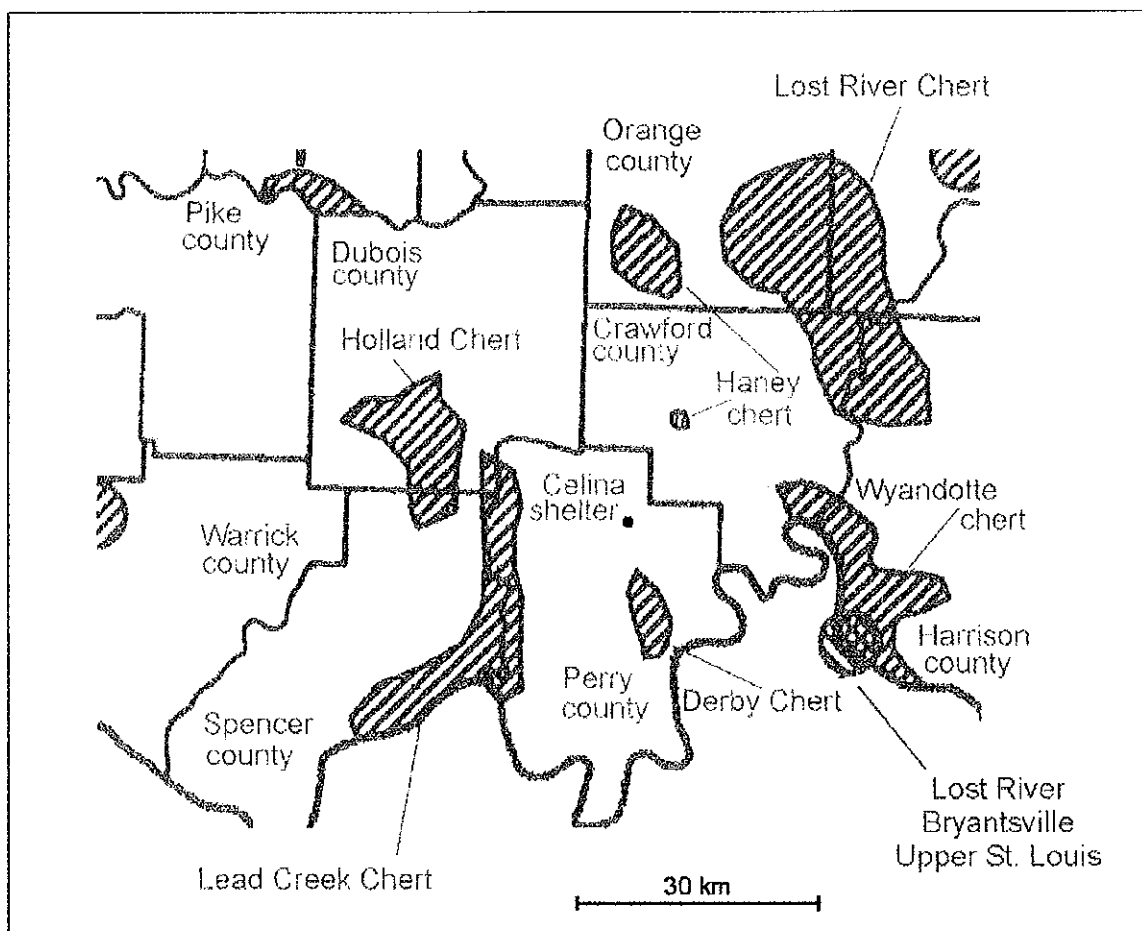 Lost River Chert
Orange
county
Pike
county
Dubois
county
Holland Chert
Crawford
county
Haney
chert
Celina
shelter
Wyandotte
chert
Warrick
county
Harrison
county
Perry
county
Derby Chert
Spencer
county
Lost River
Bryantsville
Upper St. Louis
Lead Creek Chert
30 km